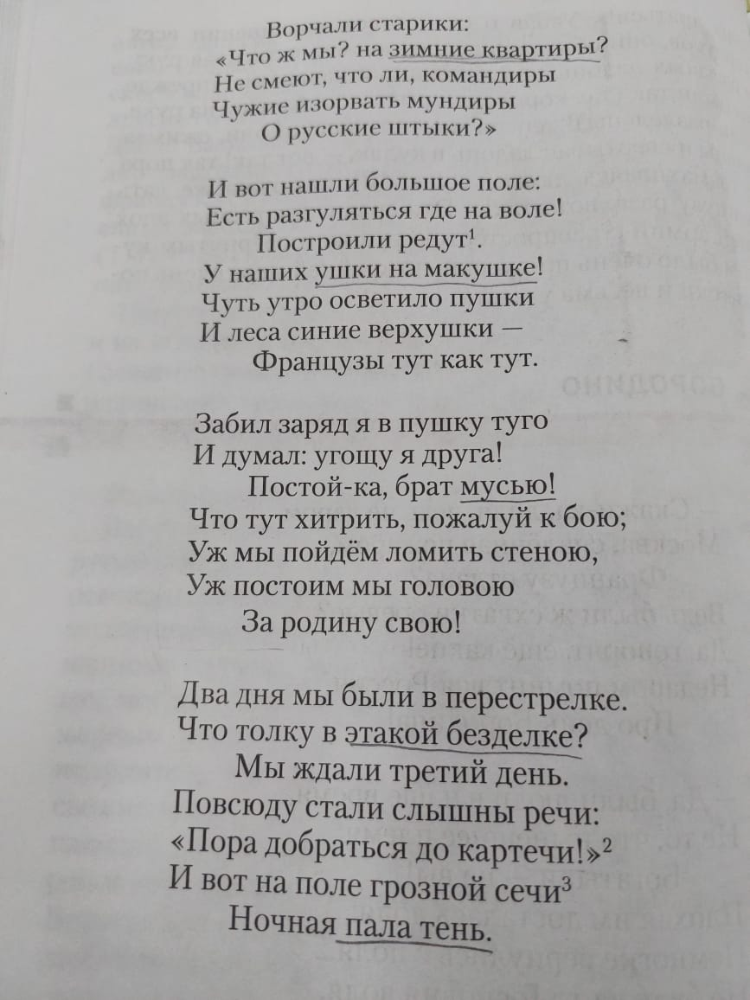 Ворчали старики:
«Что ж мы? на зимние квартиры?
Не смеют, что ли, командиры
Чужие изорвать мундиры
О русские штыки?»
И вот нашли большое поле:
Есть разгуляться где на воле!
Построили редут¹.
У наших ушки на макушке!
Чуть утро осветило пушки
И леса синие верхушки —
Французы тут как тут.
Забил заряд я в пушку туго
И думал: угощу я друга!
Постой-ка, брат мусью!
Что тут хитрить, пожалуй к бою;
Уж мы пойдём ломить стеною,
Уж постоим мы головою
За родину свою!
Два дня мы были в перестрелке.
Что толку в этакой безделке?
Мы ждали третий день.
Повсюду стали слышны речи:
«Пора добраться до картечи!»²
И вот на поле грозной сечи³
Ночная пала тень.